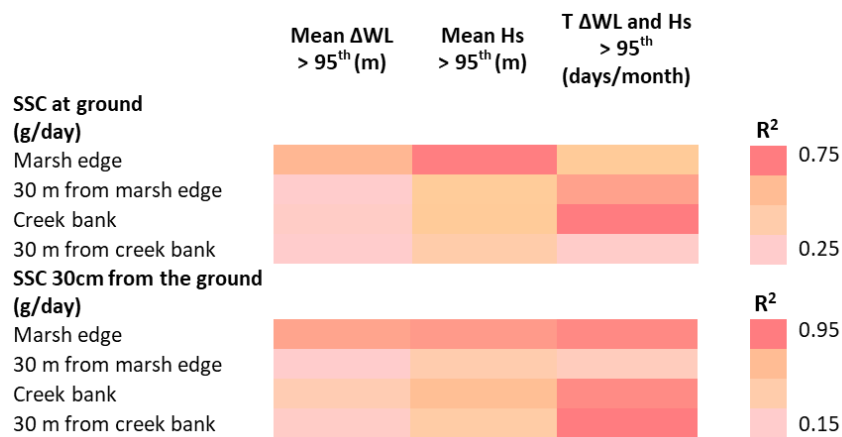 Mean ΔWL
> 95th (m)
Mean Hs
> 95th (m)
T ΔWL and Hs
> 95th
(days/month)
SSC at ground
(g/day)
R2
Marsh edge
0.75
30 m from marsh edge
Creek bank
30 m from creek bank
0.25
SSC 30cm from the ground
(g/day)
R2
Marsh edge
0.95
30 m from marsh edge
Creek bank
30 m from creek bank
0.15